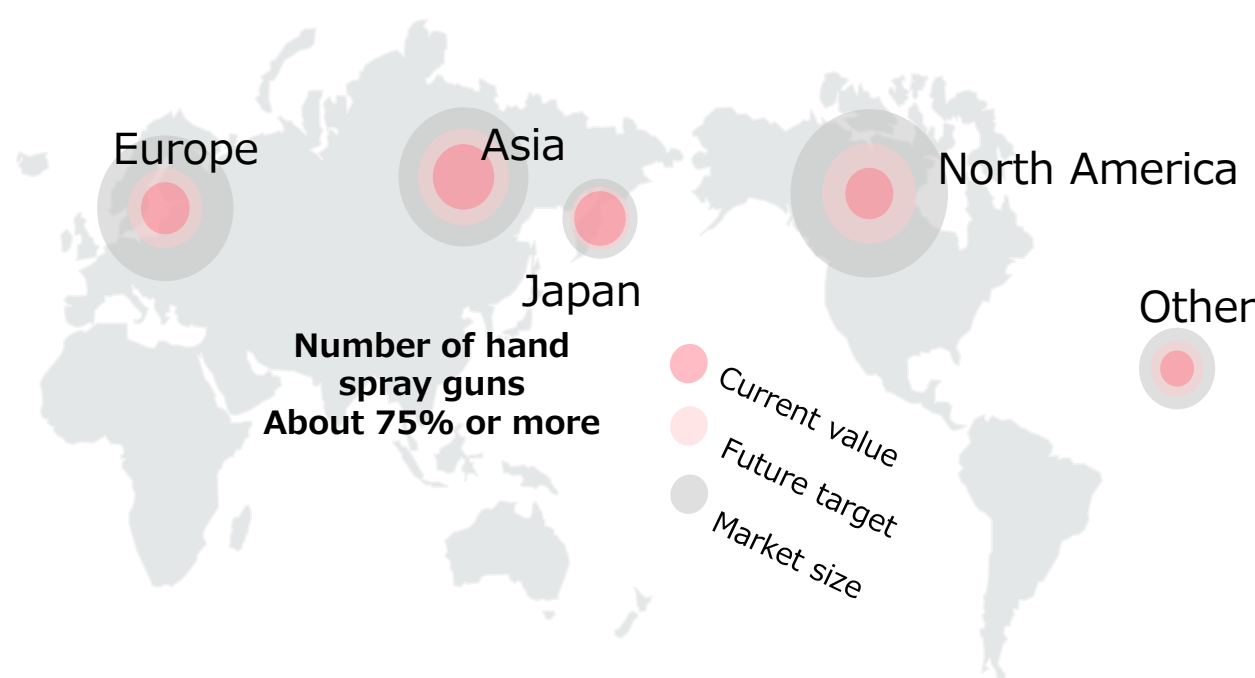 Europe
Asia
North America
Japan
Other
Number of hand
spray guns
About 75% or more
Current value
Future target
Market size